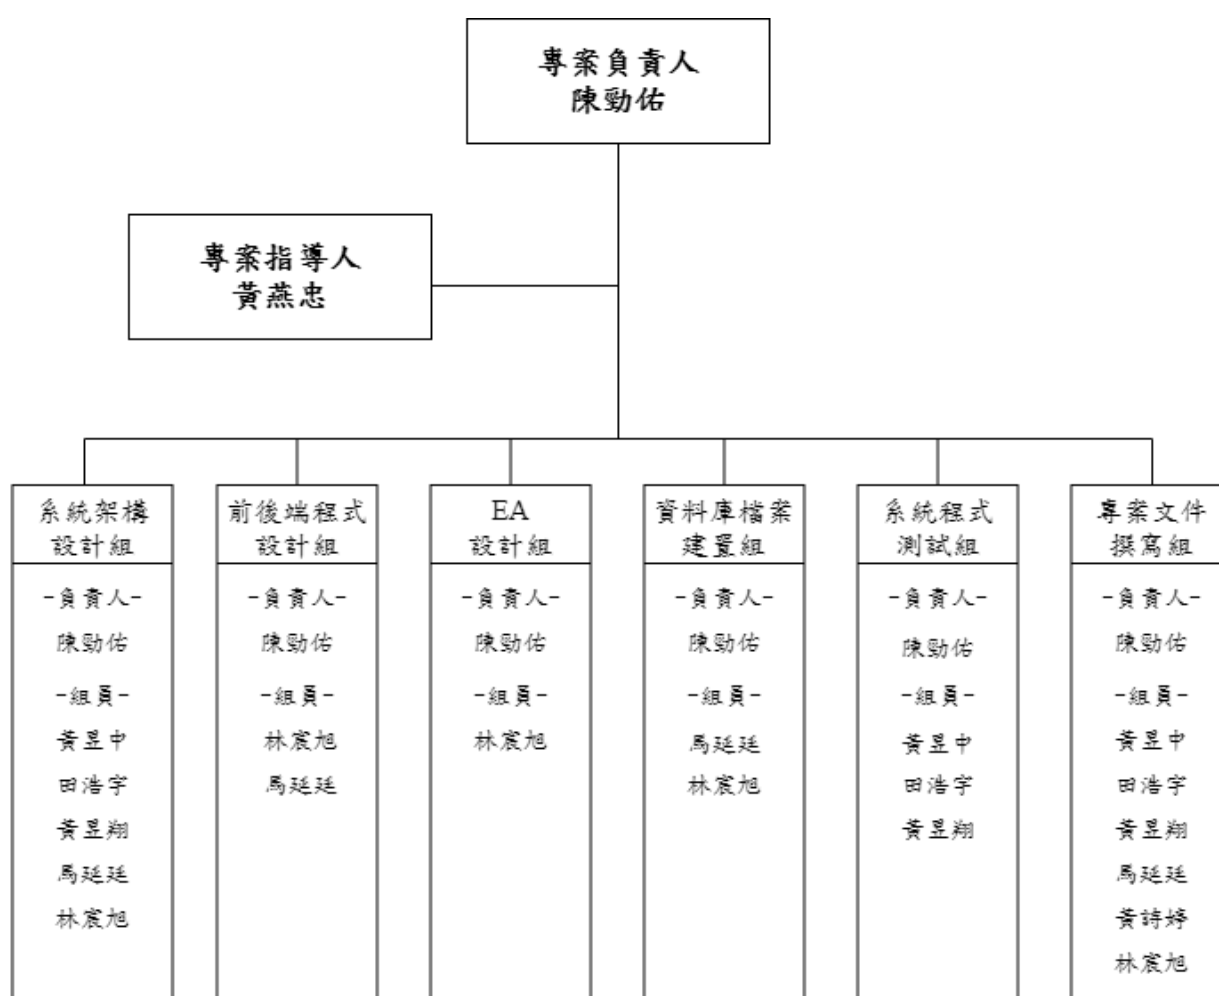 專案負責人
陳勁佑
專案指導人
黃燕忠
系統架構
設計組
-負責人-
陳勁佑
-組員-
黃昱中
田浩宇
黃昱翔
馬廷廷
林宸旭
前後端程式
設計組
-負責人-
陳勁佑
-組員-
林宸旭
馬廷廷
EA
設計組
-負責人-
陳勁佑
-組員-
林宸旭
資料庫檔案
建置組
-負責人-
陳勁佑
-組員-
馬廷廷
林宸旭
系統程式
測試組
-負責人-
陳勁佑
-組員-
黃昱中
田浩宇
黃昱翔
專案文件
撰寫組
-負責人-
陳勁佑
-組員-
黃昱中
田浩宇
黃昱翔
馬廷廷
黃詩婷
林宸旭